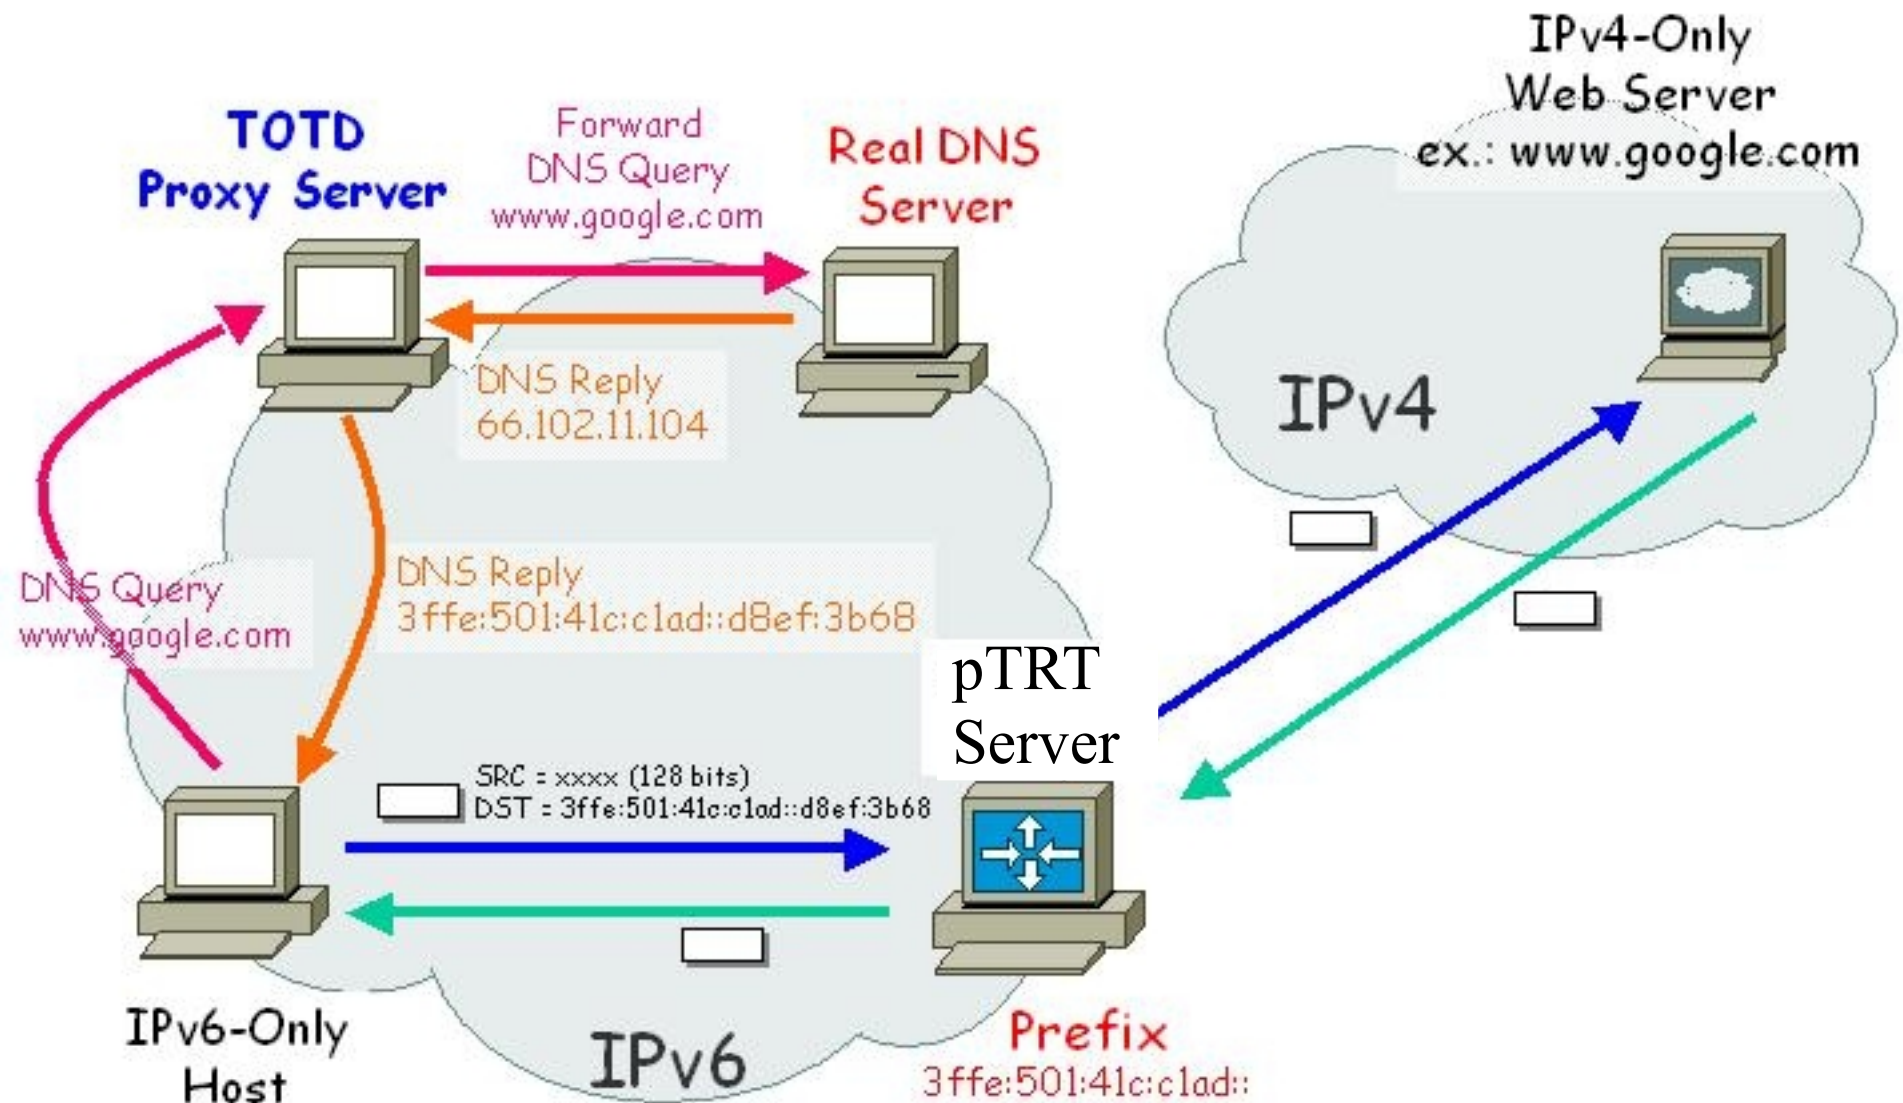 IPv4-Only
Web Server
ex.: www.google.com
TOTD
Proxy Server
Forward
DNS Query
www.google.com
Real DNS
Server
DNS Reply
66.102.11.104
IPv4
DNS Query
www.google.com
DNS Reply
3ffe:501:41c:c1ad::d8ef:3b68
pTRT
Server
SRC = xxxx (128 bits)
DST = 3ffe:501:41c:c1ad::d8ef:3b68
IPv6-Only
Host
IPv6
Prefix
3ffe:501:41c:c1ad::